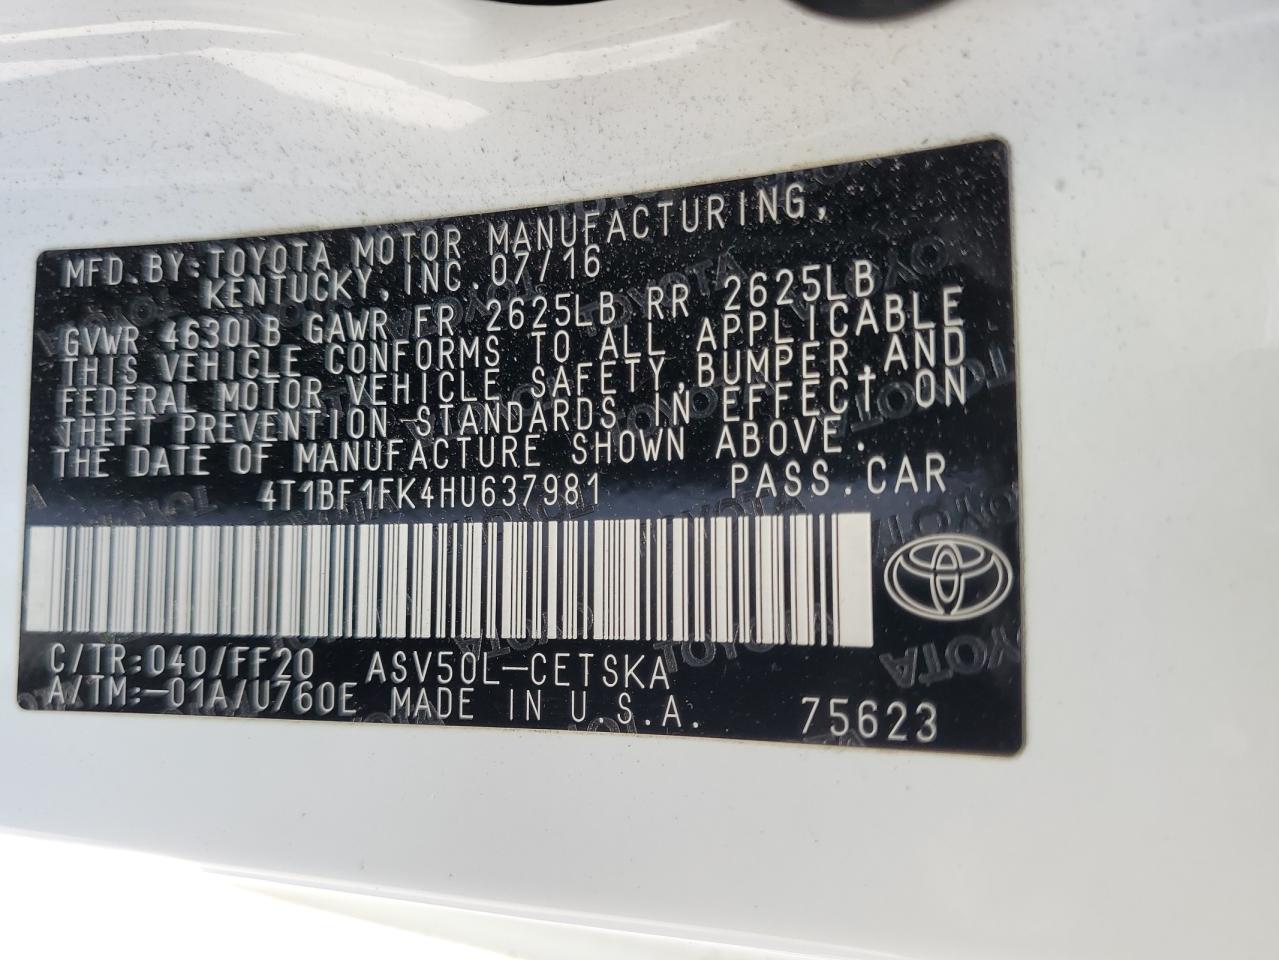 MFD.BY:TOYOTA MOTOR MANUFACTURING,
KENTUCKY, INC.07/16
GVWR 4630LB GAWR FR 2625LB RR 2625LB
THIS VEHICLE CONFORMS TO ALL APPLICABLE
FEDERAL MOTOR VEHICLE SAFETY,BUMPER,AND
THEFT PREVENTION STANDARDS IN EFFECT ON
THE DATE OF MANUFACTURE SHOWN ABOVE.
4T1BF1FK4HU637981 PASS.CAR
C/TR:040/FF20 ASV50L-CETSKA
A/TM:-01A/U760E MADE IN U.S.A. 75623